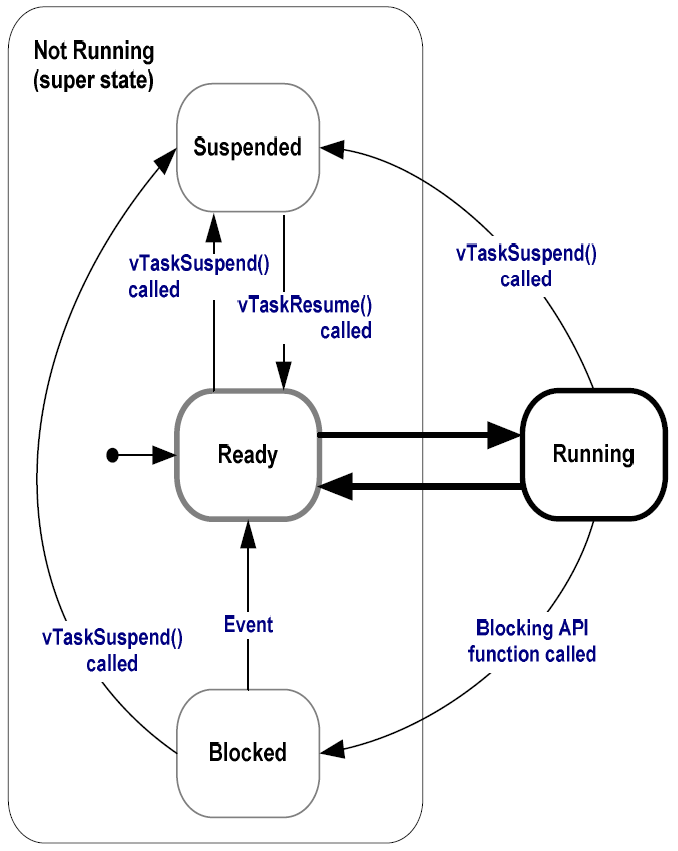 Not Running
(super state)
Suspended
vTaskSuspend()
called
vTaskResume()
called
vTaskSuspend()
called
Ready
Running
Event
vTaskSuspend()
called
Blocking API
function called
Blocked